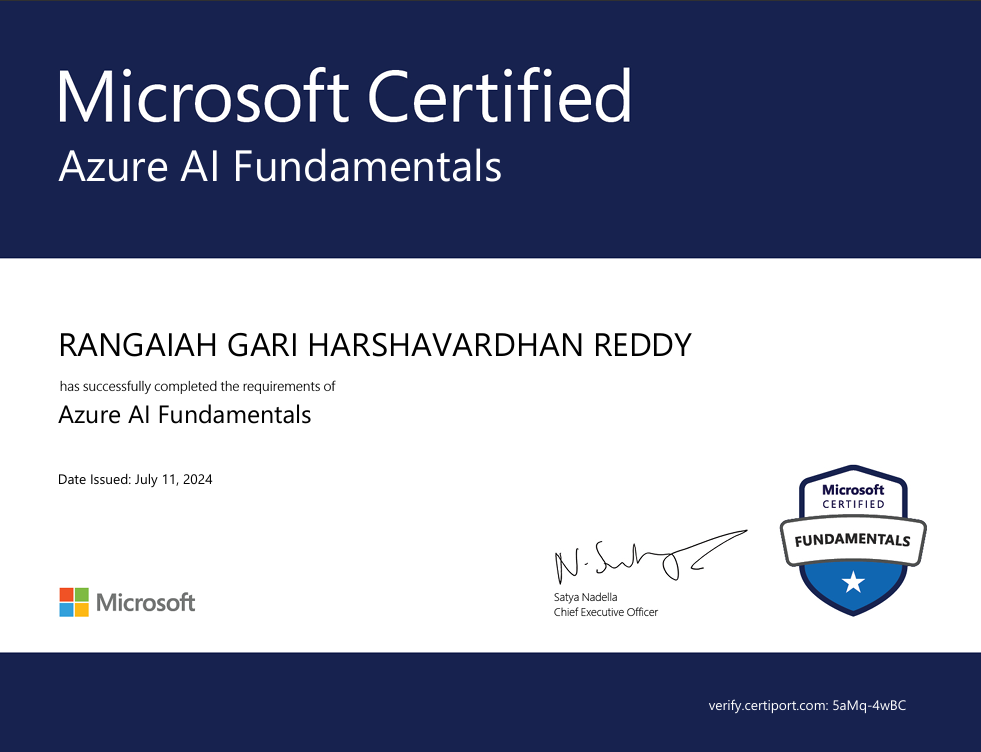 Microsoft Certified
Azure AI Fundamentals
RANGAIAH GARI HARSHAVARDHAN REDDY
has successfully completed the requirements of
Azure AI Fundamentals
Date Issued: July 11, 2024
Microsoft
CERTIFIED
FUNDAMENTALS
N. Satya
Satya Nadella
Chief Executive Officer
Microsoft
verify.certiport.com: 5aMq-4wBC